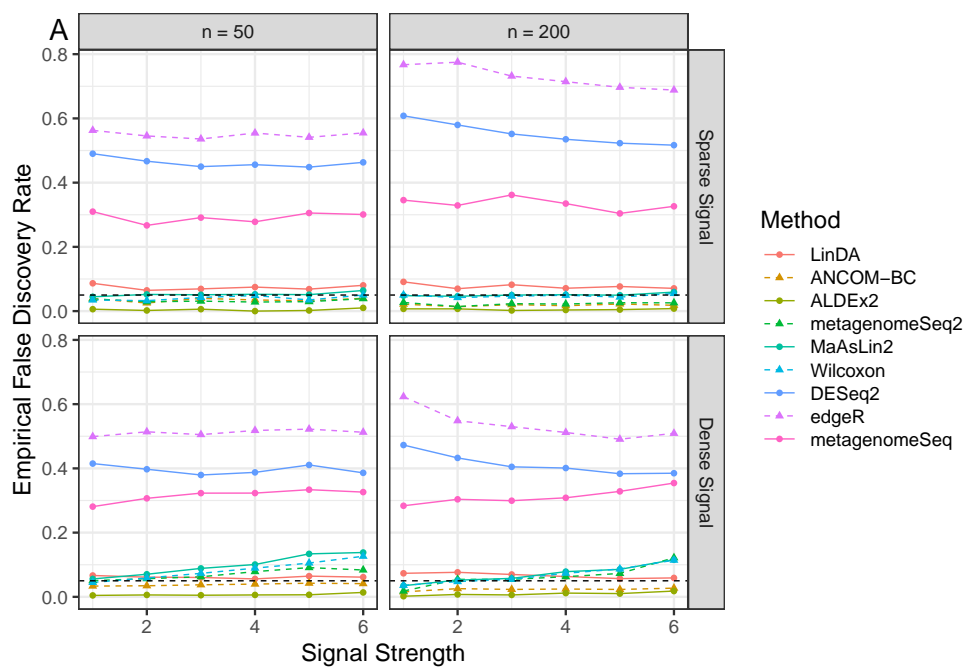 A
n = 50
n = 200
Empirical False Discovery Rate
0.8
0.6
0.4
0.2
0.0
Sparse Signal
0.8
0.6
0.4
0.2
0.0
Dense Signal
2
4
6
2
4
6
Signal Strength
Method
LinDA
ANCOM−BC
ALDEx2
metagenomeSeq2
MaAsLin2
Wilcoxon
DESeq2
edgeR
metagenomeSeq